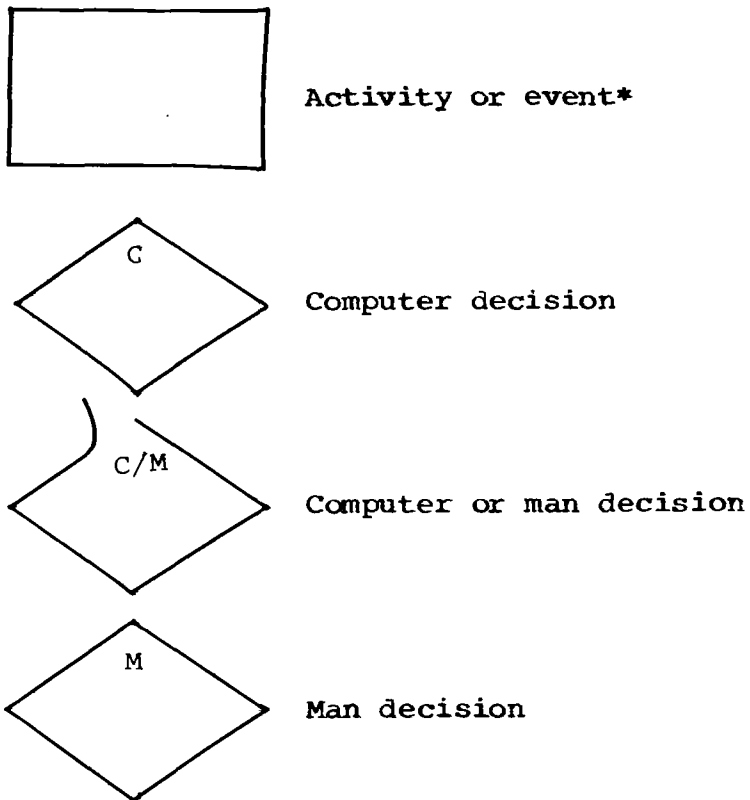 Activity or event*
C
Computer decision
C/M
Computer or man decision
M
Man decision